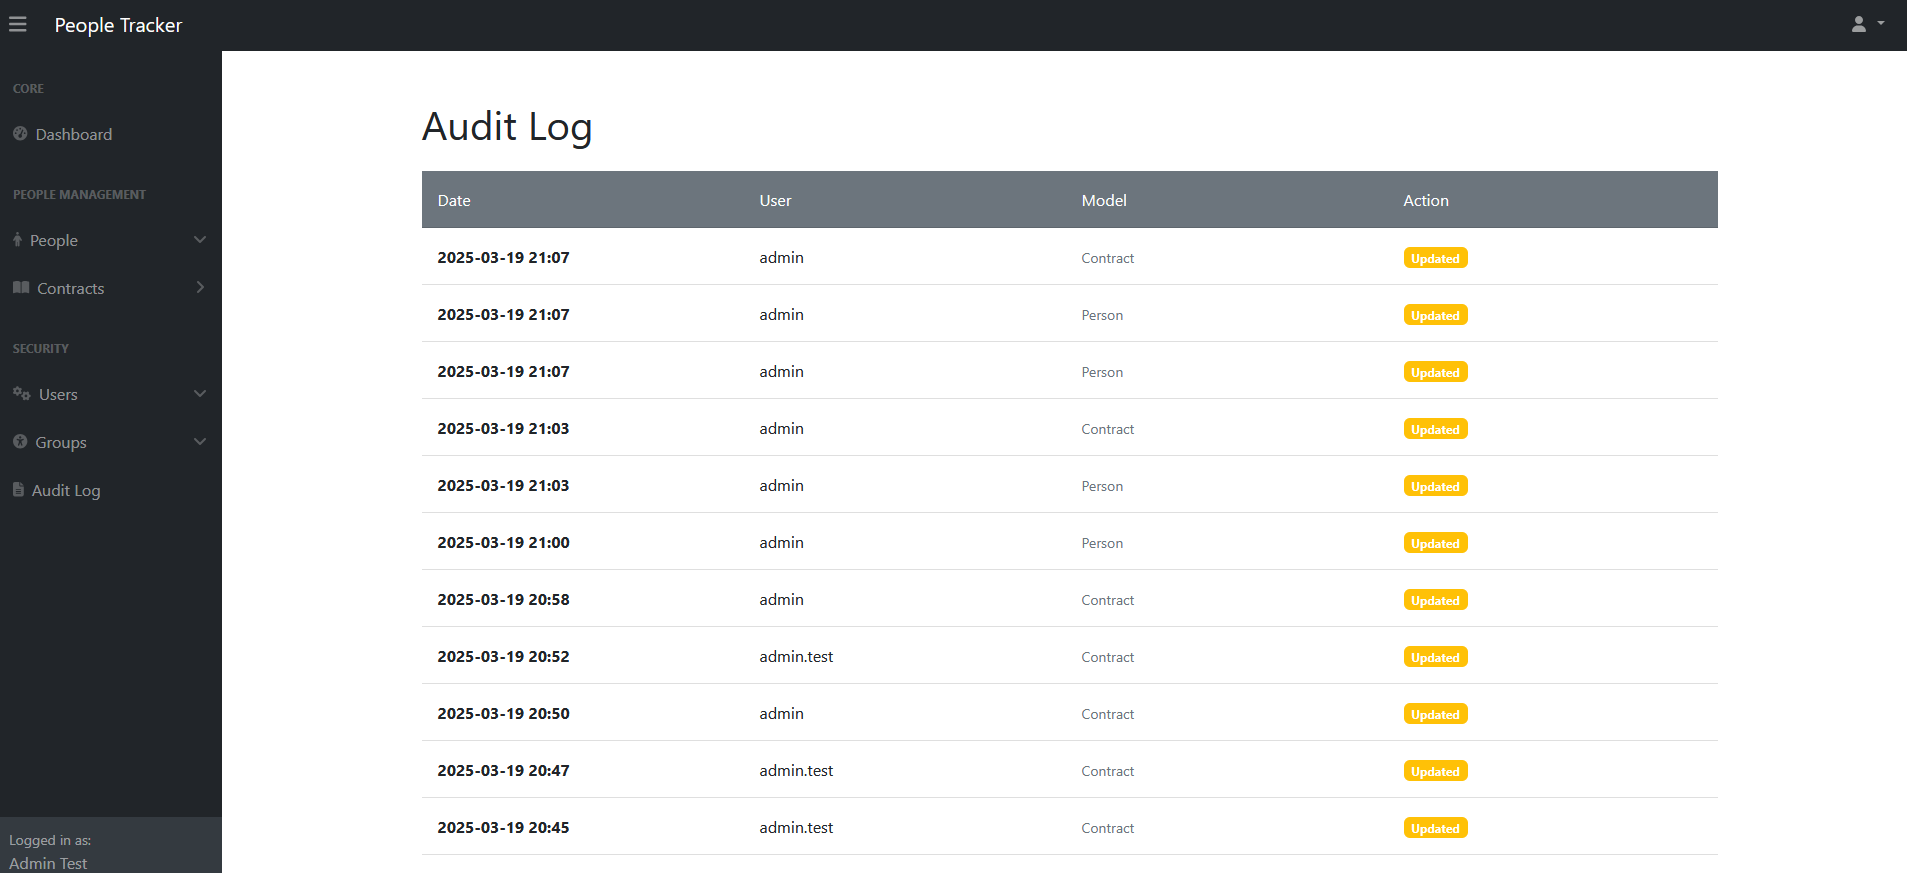 People Tracker
CORE
Dashboard
PEOPLE MANAGEMENT
People
Contracts
SECURITY
Users
Groups
Audit Log
Logged in as:
Admin Test
Audit Log
Date User Model Action
2025-03-19 21:07 admin Contract Updated
2025-03-19 21:07 admin Person Updated
2025-03-19 21:07 admin Person Updated
2025-03-19 21:03 admin Contract Updated
2025-03-19 21:03 admin Person Updated
2025-03-19 21:00 admin Person Updated
2025-03-19 20:58 admin Contract Updated
2025-03-19 20:52 admin.test Contract Updated
2025-03-19 20:50 admin Contract Updated
2025-03-19 20:47 admin.test Contract Updated
2025-03-19 20:45 admin.test Contract Updated